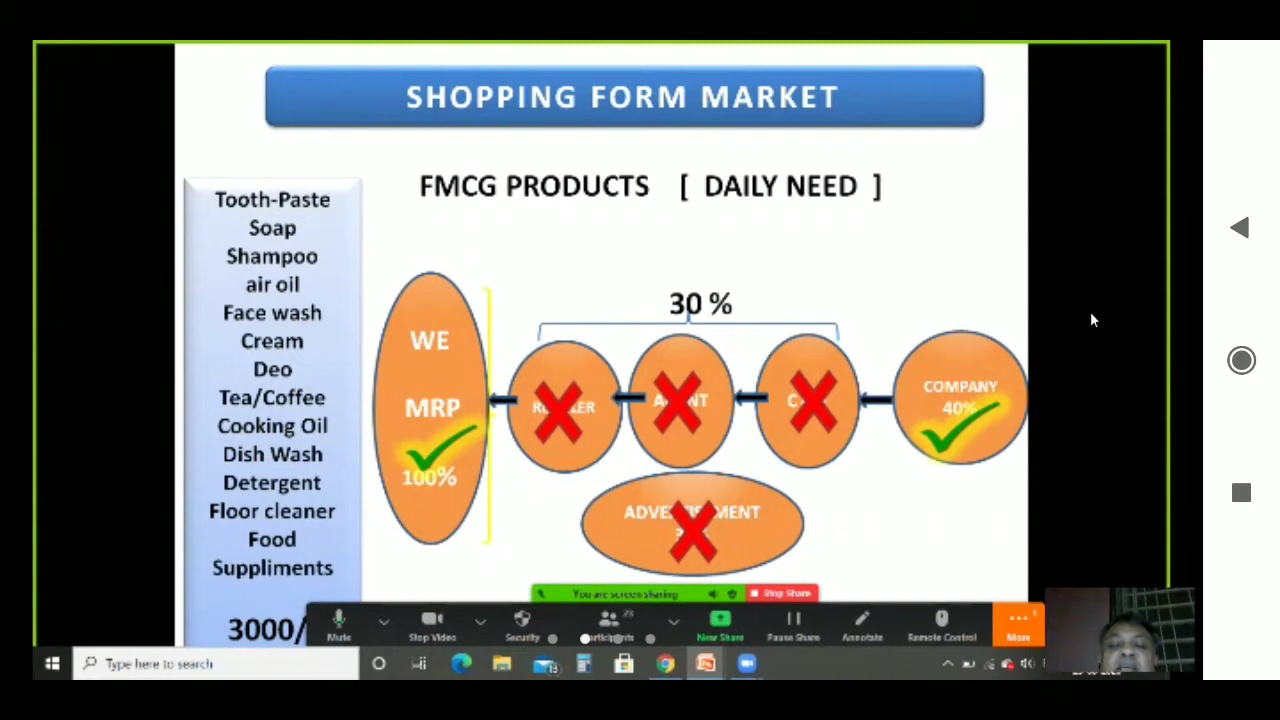 SHOPPING FORM MARKET
FMCG PRODUCTS [ DAILY NEED ]
Tooth-Paste
Soap
Shampoo
air oil
Face wash
Cream
Deo
Tea/Coffee
Cooking Oil
Dish Wash
Detergent
Floor cleaner
Food
Suppliments
3000/
30 %
WE
MRP
100%
COMPANY
40%
You are screen sharing
Stop Share
Mute
Stop Video
Security
23
New Share
Pause Share
Annotate
Remote Control
More
Type here to search